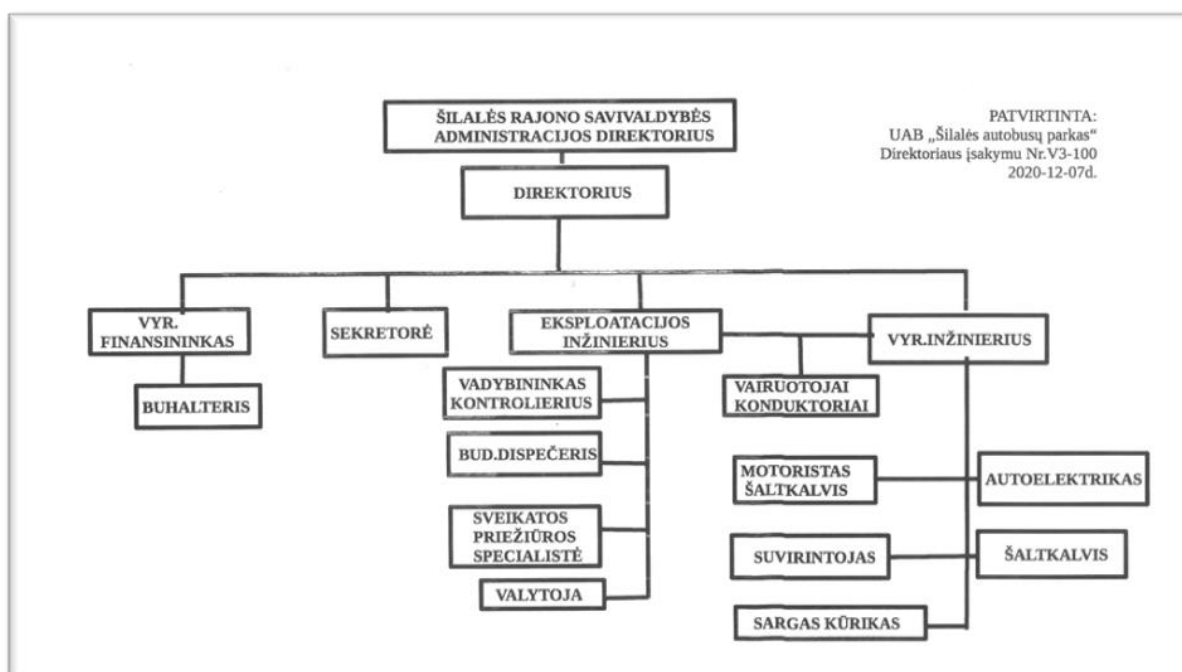 ŠILALĖS RAJONO SAVIVALDYBĖS
ADMINISTRACIJOS DIREKTORIUS
PATVIRTINTA:
UAB „Šilalės autobusų parkas“
Direktoriaus įsakymu Nr.V3-100
2020-12-07d.
DIREKTORIUS
VYR.
FINANSININKAS
SEKRETORĖ
EKSPLOATACIJOS
INŽINIERIUS
VYR.INŽINIERIUS
BUHALTERIS
VADYBININKAS
KONTROLIERIUS
VAIRUOTOJAI
KONDUKTORIAI
BUD.DISPEČERIS
MOTORISTAS
ŠALTKALVIS
AUTOELEKTRIKAS
SVEIKATOS
PRIEŽIŪROS
SPECIALISTĖ
SUVIRINTOJAS
ŠALTKALVIS
VALYTOJA
SARGAS KŪRIKAS